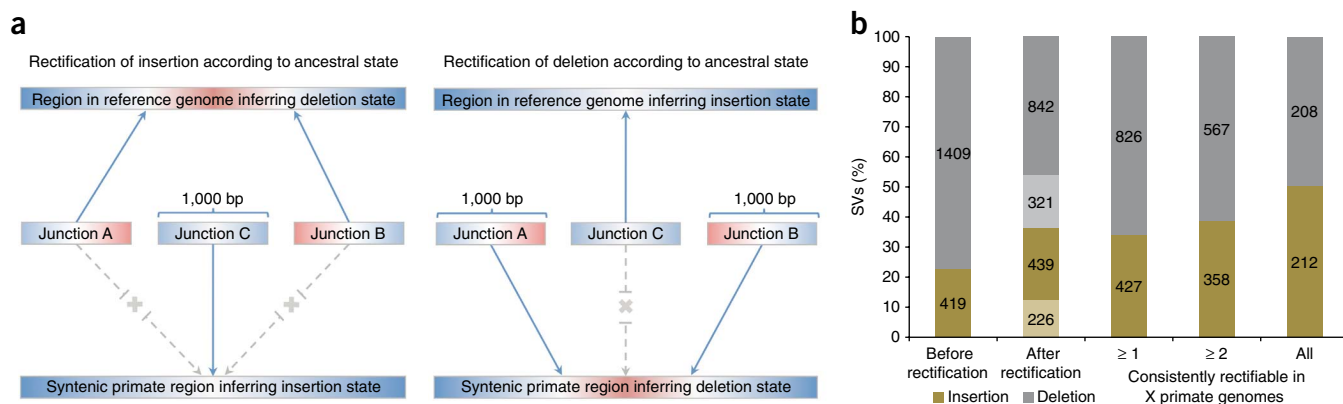 a
Rectification of insertion according to ancestral state
Region in reference genome inferring deletion state
1,000 bp
Junction A
Junction C
Junction B
Syntenic primate region inferring insertion state
Rectification of deletion according to ancestral state
Region in reference genome inferring insertion state
1,000 bp
1,000 bp
Junction A
Junction C
Junction B
Syntenic primate region inferring deletion state
b
SVs (%)
100
90
80
70
60
50
40
30
20
10
0
1409
419
842
321
439
226
826
427
567
358
208
212
Before
rectification
After
rectification
≥ 1
≥ 2
All
Consistently rectifiable in
X primate genomes
Insertion
Deletion